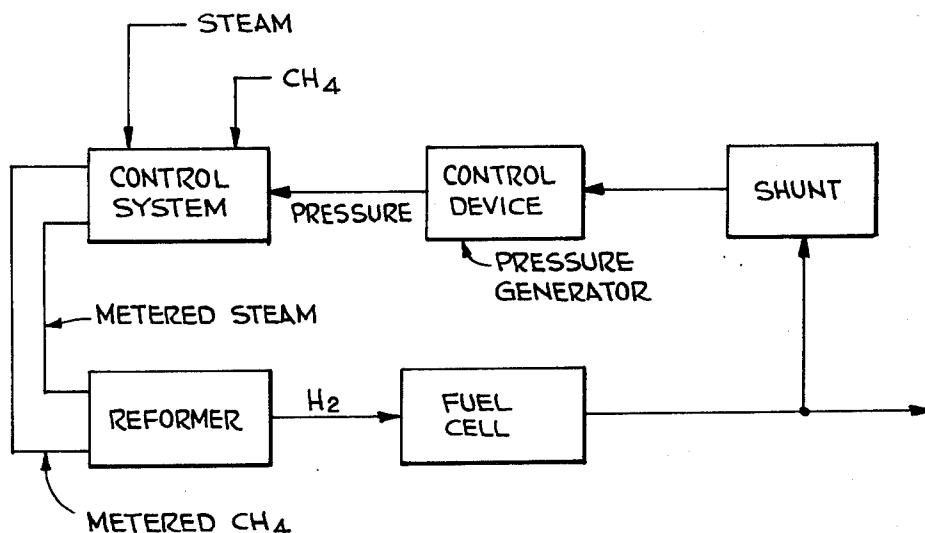 STEAM
CH4
CONTROL
SYSTEM
PRESSURE
CONTROL
DEVICE
SHUNT
PRESSURE
GENERATOR
METERED STEAM
REFORMER
H2
FUEL
CELL
METERED CH4